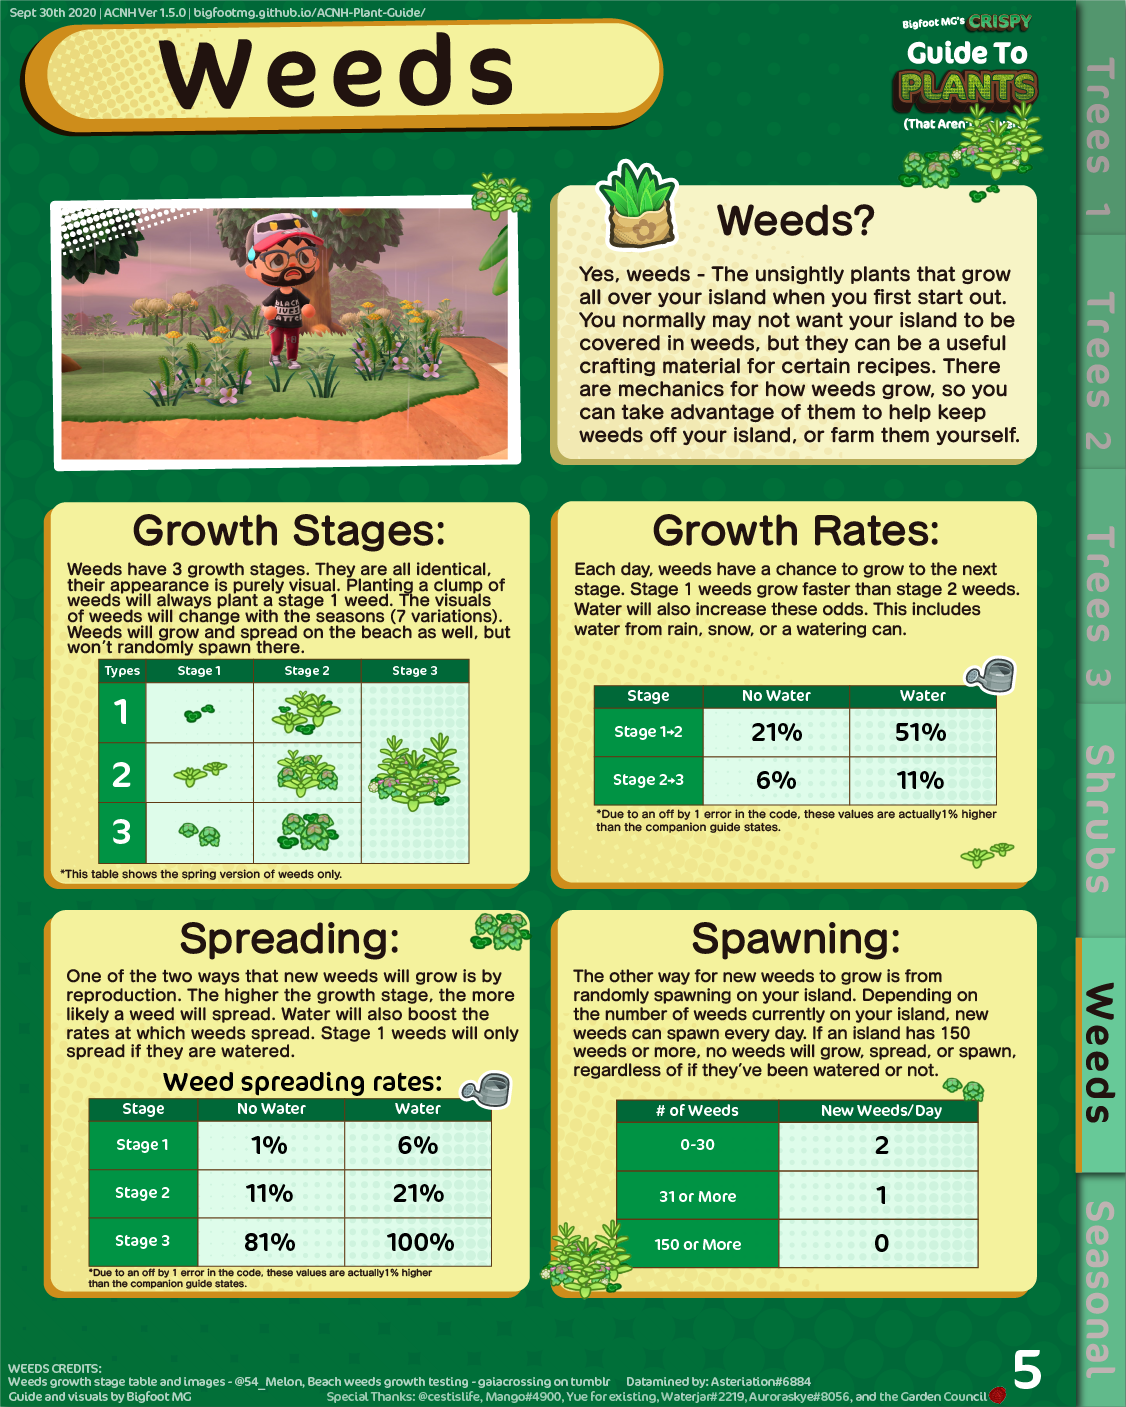 Sept 30th 2020 | ACNH Ver 1.5.0 | bigfootmg.github.io/ACNH-Plant-Guide/
Weeds
Bigfoot MG's CRISPY
Guide To
PLANTS
(That Aren't
BLACK
LIVES
MATTER
Weeds?
Yes, weeds - The unsightly plants that grow
all over your island when you first start out.
You normally may not want your island to be
covered in weeds, but they can be a useful
crafting material for certain recipes. There
are mechanics for how weeds grow, so you
can take advantage of them to help keep
weeds off your island, or farm them yourself.
Growth Stages:
Weeds have 3 growth stages. They are all identical,
their appearance is purely visual. Planting a clump of
weeds will always plant a stage 1 weed. The visuals
of weeds will change with the seasons (7 variations).
Weeds will grow and spread on the beach as well, but
won't randomly spawn there.
Types Stage 1 Stage 2 Stage 3
1
2
3
*This table shows the spring version of weeds only.
Growth Rates:
Each day, weeds have a chance to grow to the next
stage. Stage 1 weeds grow faster than stage 2 weeds.
Water will also increase these odds. This includes
water from rain, snow, or a watering can.
Stage No Water Water
Stage 1→2 21% 51%
Stage 2→3 6% 11%
*Due to an off by 1 error in the code, these values are actually1% higher
than the companion guide states.
Spreading:
One of the two ways that new weeds will grow is by
reproduction. The higher the growth stage, the more
likely a weed will spread. Water will also boost the
rates at which weeds spread. Stage 1 weeds will only
spread if they are watered.
Weed spreading rates:
Stage No Water Water
Stage 1 1% 6%
Stage 2 11% 21%
Stage 3 81% 100%
*Due to an off by 1 error in the code, these values are actually1% higher
than the companion guide states.
Spawning:
The other way for new weeds to grow is from
randomly spawning on your island. Depending on
the number of weeds currently on your island, new
weeds can spawn every day. If an island has 150
weeds or more, no weeds will grow, spread, or spawn,
regardless of if they've been watered or not.
# of Weeds New Weeds/Day
0-30 2
31 or More 1
150 or More 0
Trees 1
Trees 2
Trees 3
Shrubs
Weeds
Seasonal
WEEDS CREDITS:
Weeds growth stage table and images - @54_Melon, Beach weeds growth testing - gaiacrossing on tumblr Datamined by: Asteriation#6884
Guide and visuals by Bigfoot MG Special Thanks: @cestislife, Mango#4900, Yue for existing, Waterjar#2219, Auroraskye#8056, and the Garden Council
5